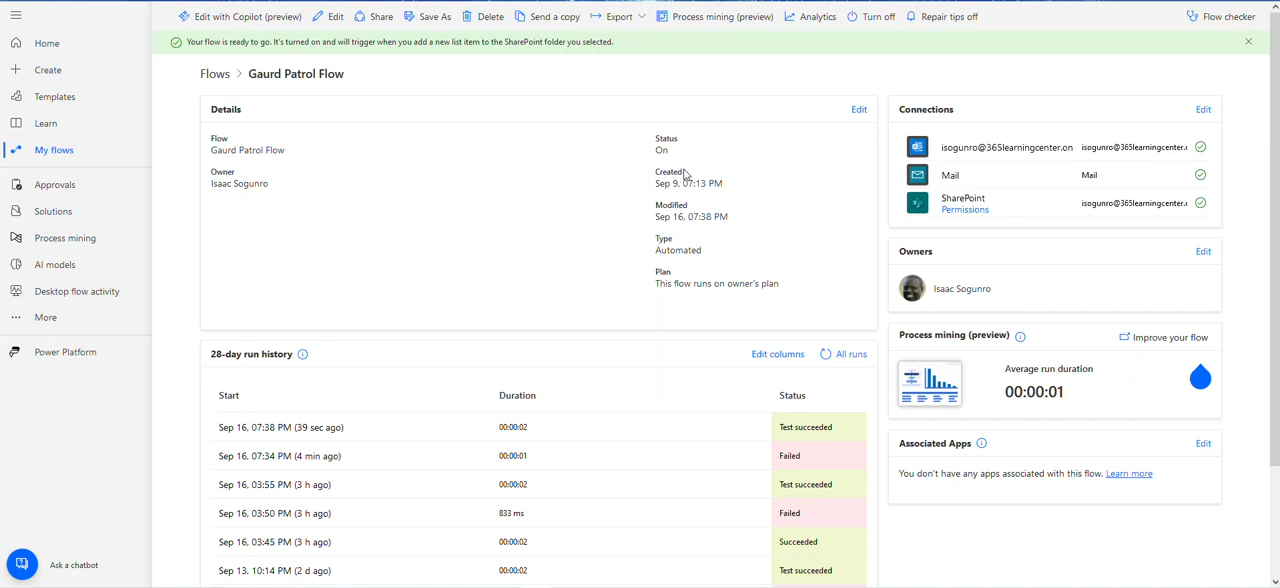 Edit with Copilot (preview) Edit Share Save As Delete Send a copy Export Process mining (preview) Analytics Turn off Repair tips off Flow checker
Your flow is ready to go. It's turned on and will trigger when you add a new list item to the SharePoint folder you selected.
Home
Create
Templates
Learn
My flows
Approvals
Solutions
Process mining
AI models
Desktop flow activity
More
Power Platform
Ask a chatbot
Flows > Gaurd Patrol Flow
Details Edit
Flow
Gaurd Patrol Flow
Owner
Isaac Sogunro
Status
On
Created
Sep 9, 07:13 PM
Modified
Sep 16, 07:38 PM
Type
Automated
Plan
This flow runs on owner's plan
28-day run history Edit columns All runs
Start Duration Status
Sep 16, 07:38 PM (39 sec ago) 00:00:02 Test succeeded
Sep 16, 07:34 PM (4 min ago) 00:00:01 Failed
Sep 16, 03:55 PM (3 h ago) 00:00:02 Test succeeded
Sep 16, 03:50 PM (3 h ago) 833 ms Failed
Sep 16, 03:45 PM (3 h ago) 00:00:02 Succeeded
Sep 13, 10:14 PM (2 d ago) 00:00:02 Test succeeded
Connections Edit
isogunro@365learningcenter.on isogunro@365learningcenter.
Mail Mail
SharePoint isogunro@365learningcenter.
Permissions
Owners Edit
Isaac Sogunro
Process mining (preview) Improve your flow
Average run duration
00:00:01
Associated Apps Edit
You don't have any apps associated with this flow. Learn more